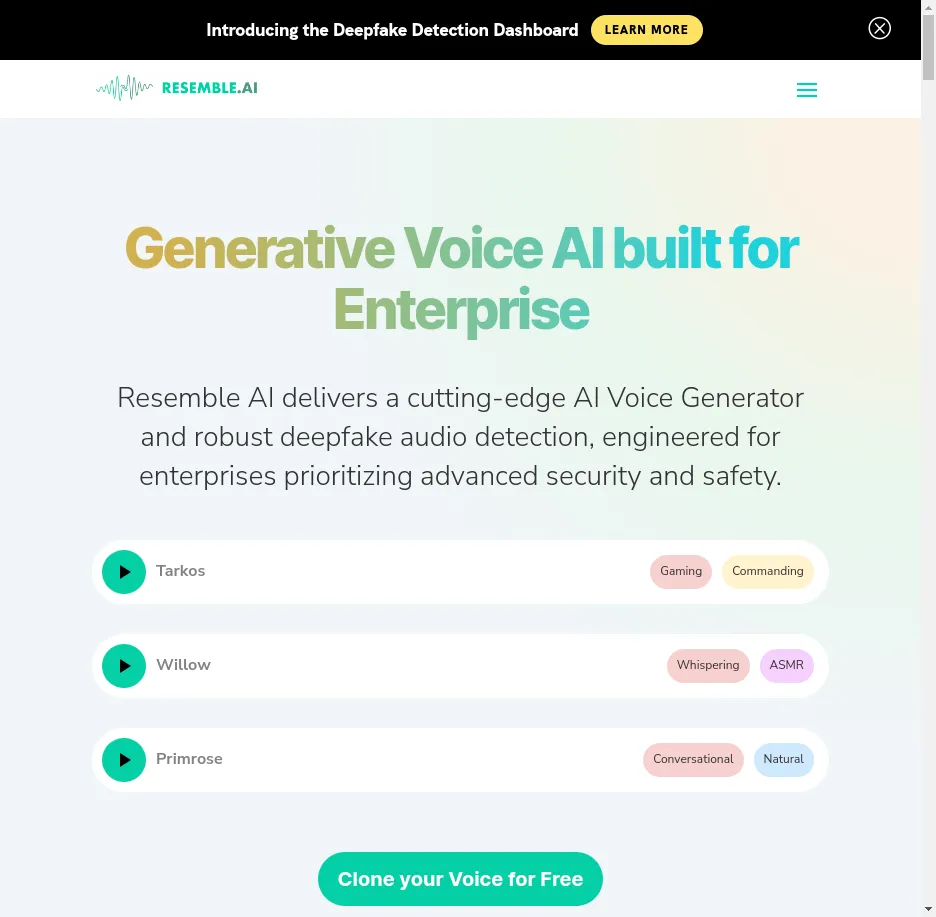 Introducing the Deepfake Detection Dashboard LEARN MORE
RESEMBLE.AI
Generative Voice AI built for
Enterprise
Resemble AI delivers a cutting-edge AI Voice Generator
and robust deepfake audio detection, engineered for
enterprises prioritizing advanced security and safety.
Tarkos Gaming Commanding
Willow Whispering ASMR
Primrose Conversational Natural
Clone your Voice for Free